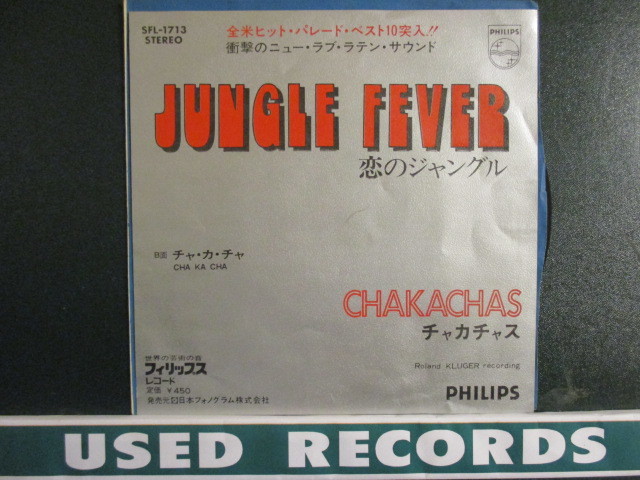 SFL-1713
STEREO
全米ヒット・パレード・ベスト10突入!!
衝撃のニュー・ラブ・ラテン・サウンド
PHILIPS
JUNGLE FEVER
恋のジャングル
チャ・カ・チャ
CHA KA CHA
CHAKACHAS
チャカチャス
Roland KLUGER recording
世界の芸術の音
フィリップス
レコード
定価 ¥450
発売元 日本フォノグラム株式会社
PHILIPS
USED RECORDS